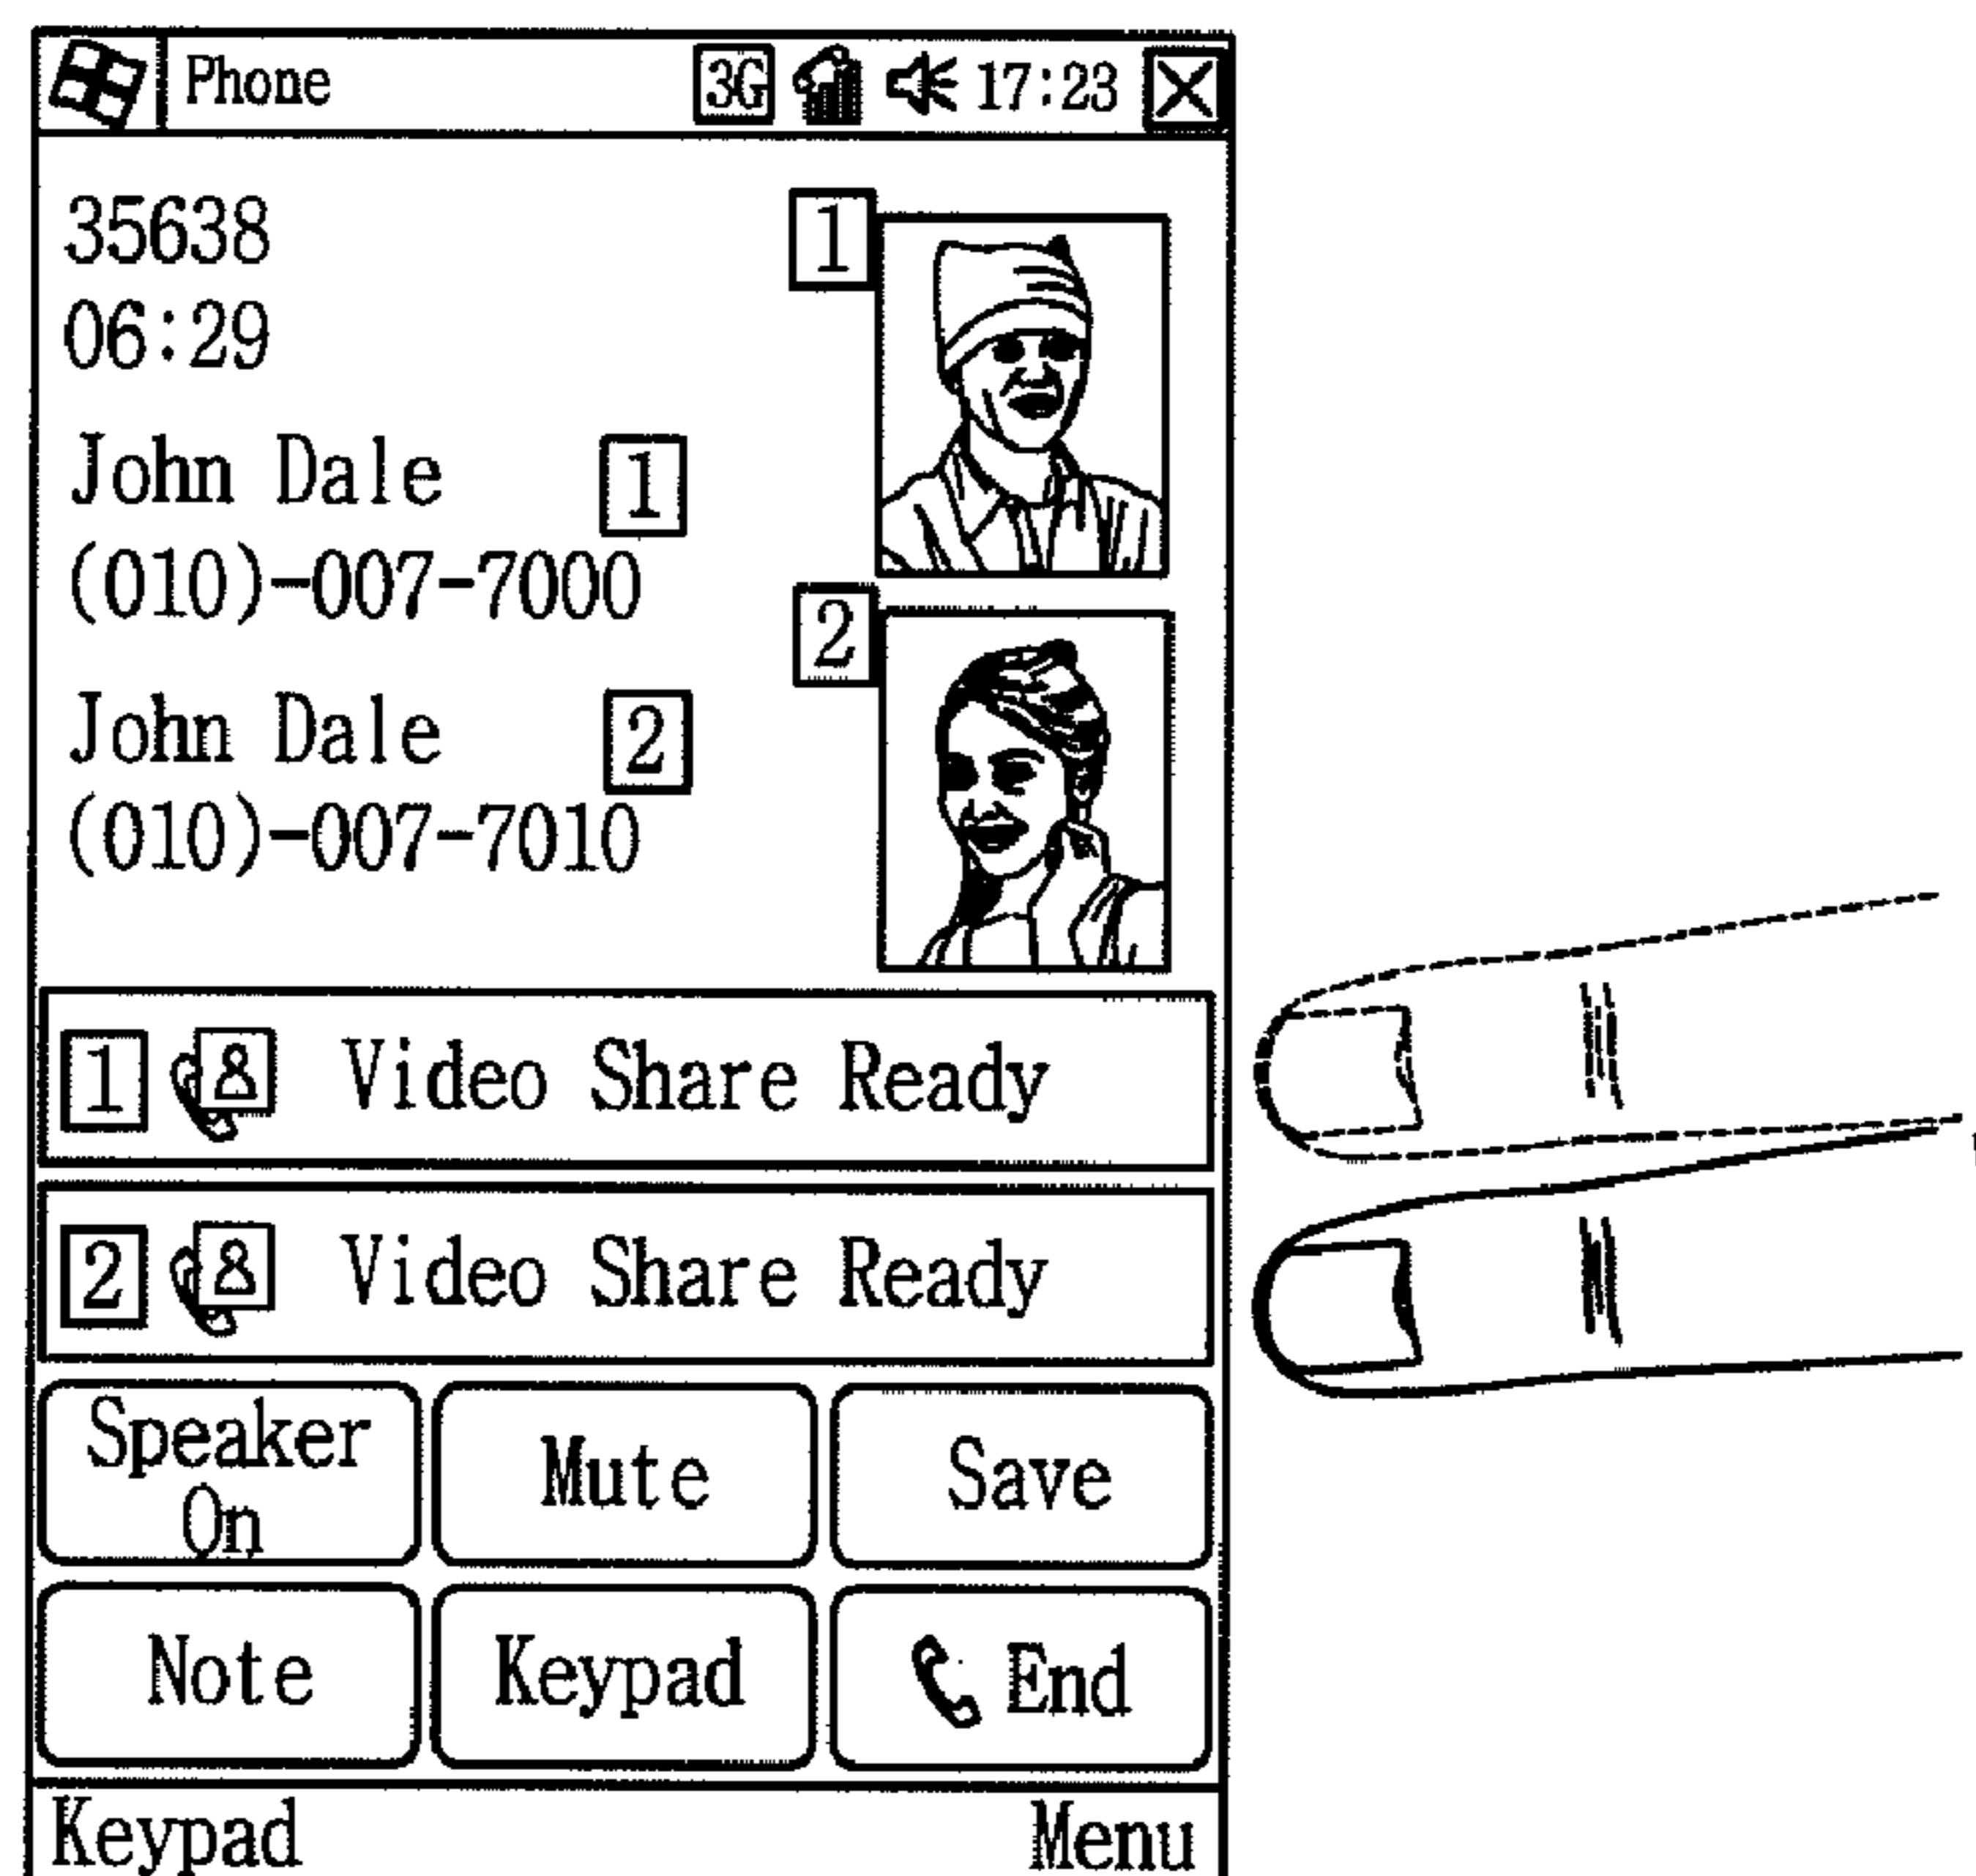 Phone 3G 17:23
35638
06:29
1
John Dale 1
(010)-007-7000
2
John Dale 2
(010)-007-7010
1 Video Share Ready
2 Video Share Ready
Speaker
On
Mute
Save
Note
Keypad
End
Keypad Menu